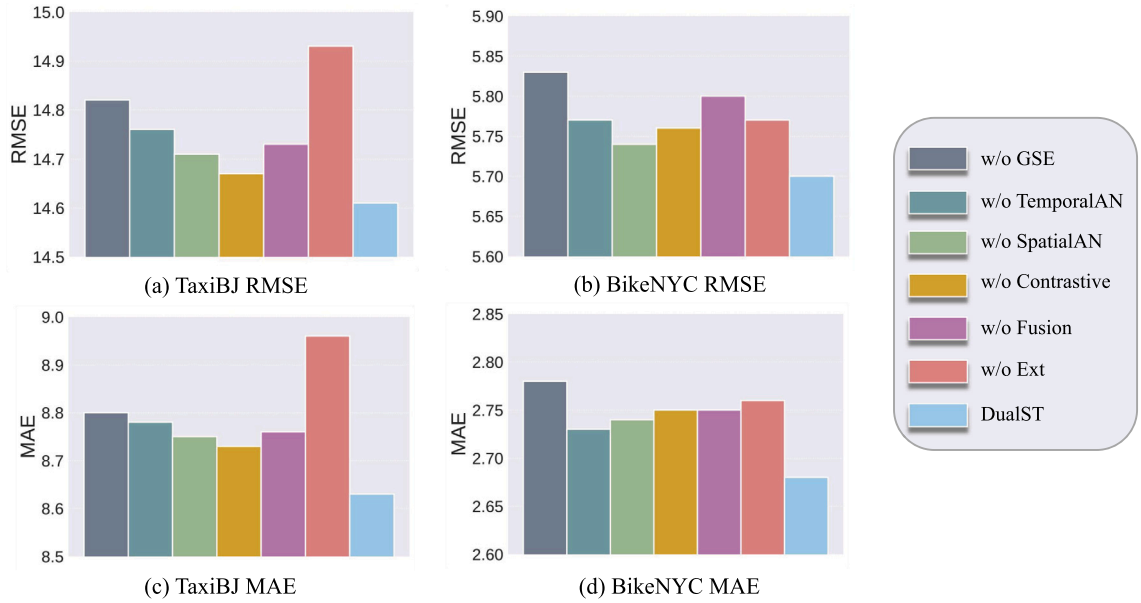 15.0
14.9
14.8
14.7
14.6
14.5
RMSE
(a) TaxiBJ RMSE
5.90
5.85
5.80
5.75
5.70
5.65
5.60
RMSE
(b) BikeNYC RMSE
9.0
8.9
8.8
8.7
8.6
8.5
MAE
(c) TaxiBJ MAE
2.85
2.80
2.75
2.70
2.65
2.60
MAE
(d) BikeNYC MAE
w/o GSE
w/o TemporalAN
w/o SpatialAN
w/o Contrastive
w/o Fusion
w/o Ext
DualST